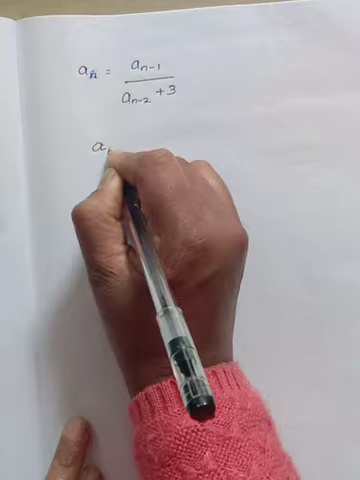 aₙ = aₙ₋₁ / (aₙ₋₂ + 3)
a